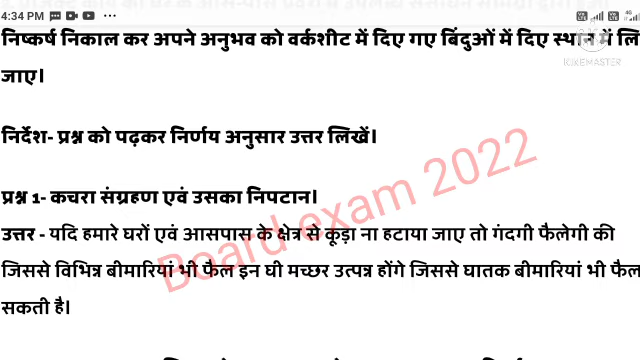 4:34 PM
KINEMASTER
निष्कर्ष निकाल कर अपने अनुभव को वर्कशीट में दिए गए बिंदुओं में दिए स्थान में लि
जाए।
निर्देश- प्रश्न को पढ़कर निर्णय अनुसार उत्तर लिखें।
Board exam 2022
प्रश्न 1- कचरा संग्रहण एवं उसका निपटान।
उत्तर - यदि हमारे घरों एवं आसपास के क्षेत्र से कूड़ा ना हटाया जाए तो गंदगी फैलेगी की
जिससे विभिन्न बीमारियां भी फैल इन घी मच्छर उत्पन्न होंगे जिससे घातक बीमारियां भी फैल
सकती है।